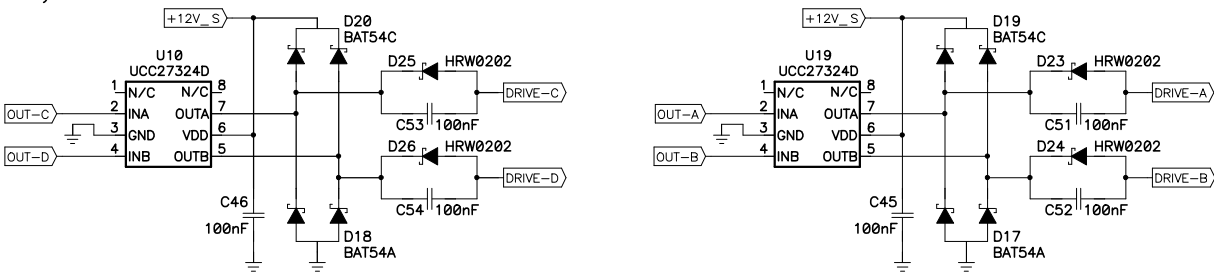 +12V_S
D20
BAT54C
U10
UCC27324D
1 N/C N/C 8
2 INA OUTA 7
3 GND VDD 6
4 INB OUTB 5
OUT-C
OUT-D
D25 HRW0202
C53 100nF
DRIVE-C
D26 HRW0202
C54 100nF
DRIVE-D
C46
100nF
D18
BAT54A
+12V_S
D19
BAT54C
U19
UCC27324D
1 N/C N/C 8
2 INA OUTA 7
3 GND VDD 6
4 INB OUTB 5
OUT-A
OUT-B
D23 HRW0202
C51 100nF
DRIVE-A
D24 HRW0202
C52 100nF
DRIVE-B
C45
100nF
D17
BAT54A